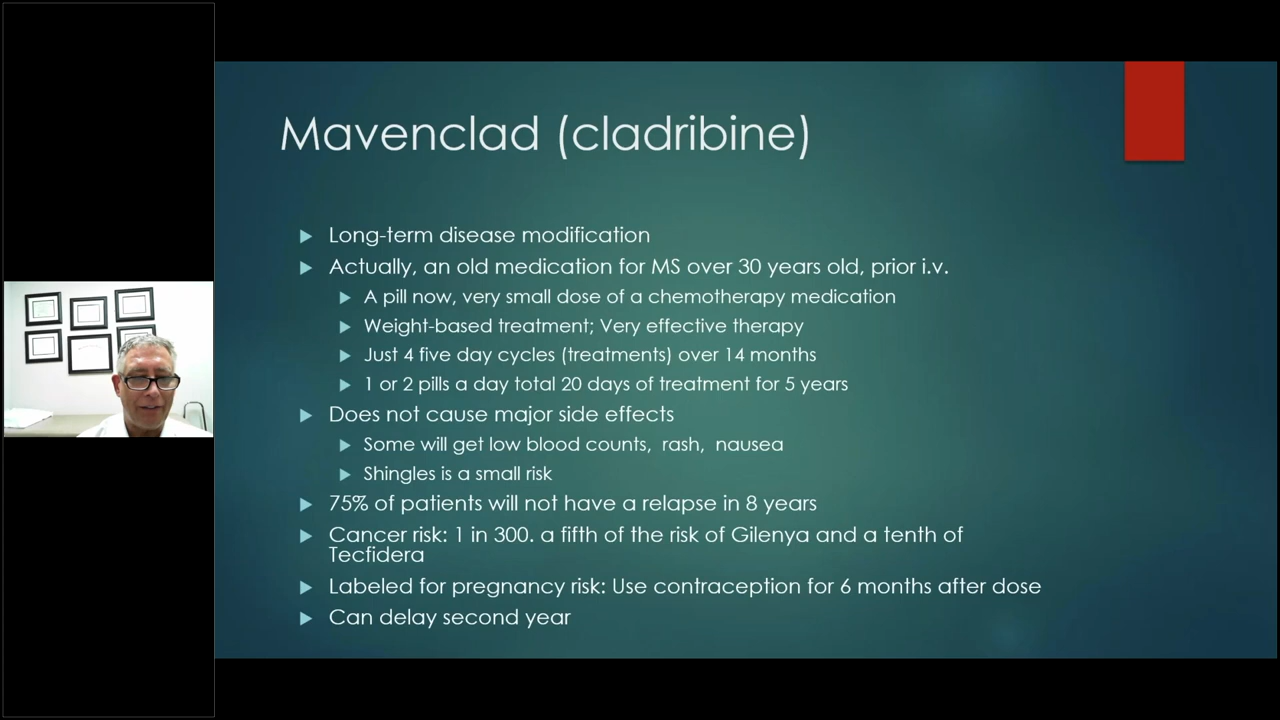 Mavenclad (cladribine)
Long-term disease modification
Actually, an old medication for MS over 30 years old, prior i.v.
A pill now, very small dose of a chemotherapy medication
Weight-based treatment; Very effective therapy
Just 4 five day cycles (treatments) over 14 months
1 or 2 pills a day total 20 days of treatment for 5 years
Does not cause major side effects
Some will get low blood counts, rash, nausea
Shingles is a small risk
75% of patients will not have a relapse in 8 years
Cancer risk: 1 in 300. a fifth of the risk of Gilenya and a tenth of
Tecfidera
Labeled for pregnancy risk: Use contraception for 6 months after dose
Can delay second year